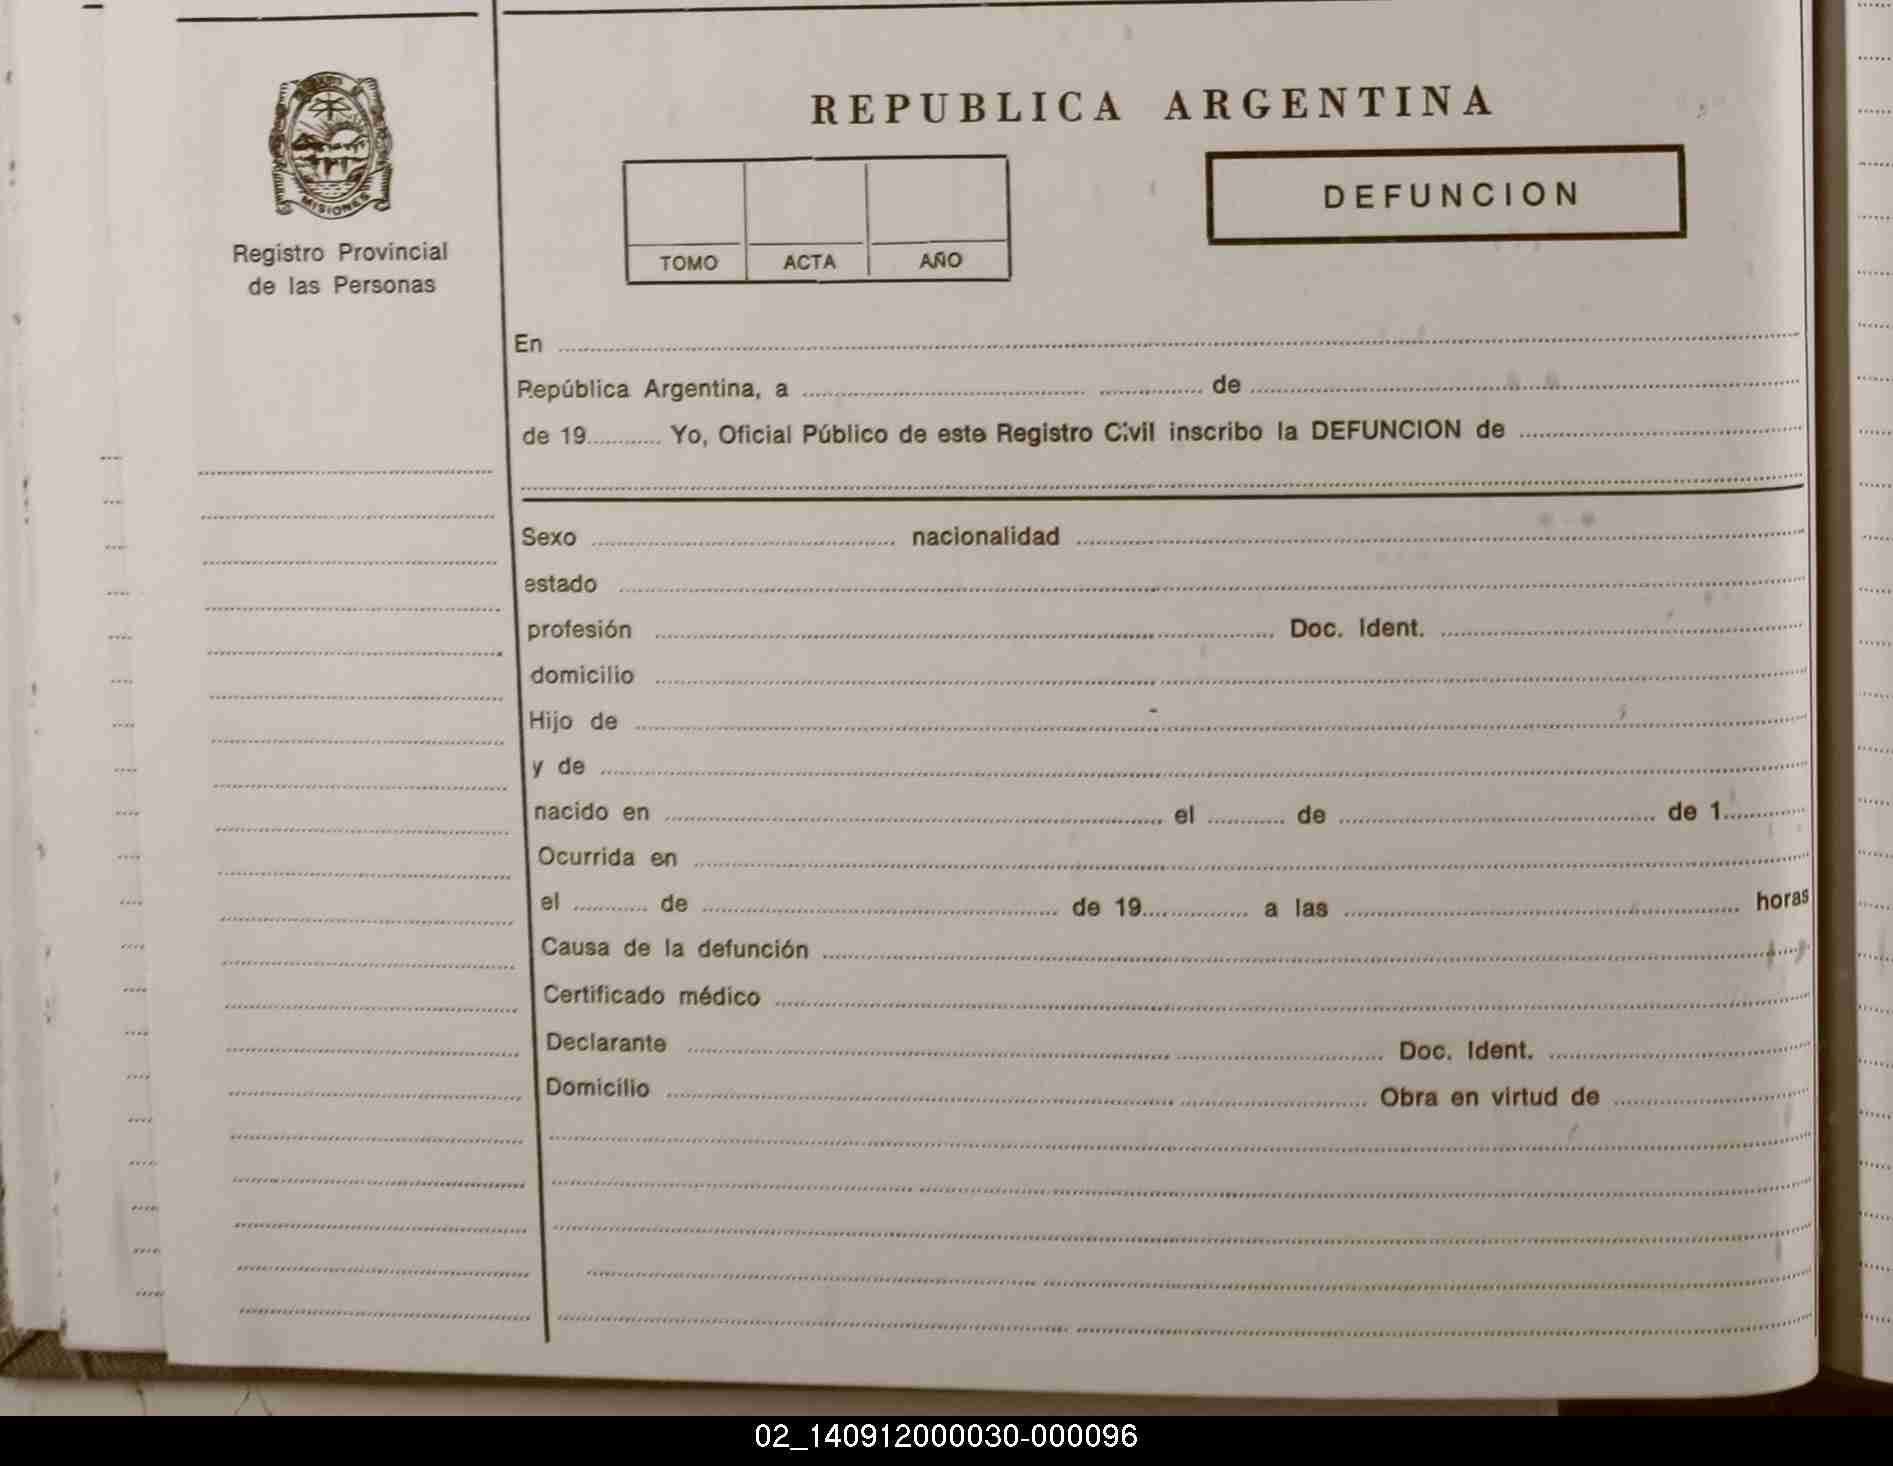 MISIONES
Registro Provincial
de las Personas
REPUBLICA ARGENTINA
DEFUNCION
TOMO ACTA AÑO
En
República Argentina, a de
de 19 Yo, Oficial Público de este Registro Civil inscribo la DEFUNCION de
Sexo nacionalidad
estado
profesión Doc. Ident.
domicilio
Hijo de
y de
nacido en el de de 1
Ocurrida en
el de de 19 a las horas
Causa de la defunción
Certificado médico
Declarante Doc. Ident.
Domicilio Obra en virtud de
02_140912000030-000096